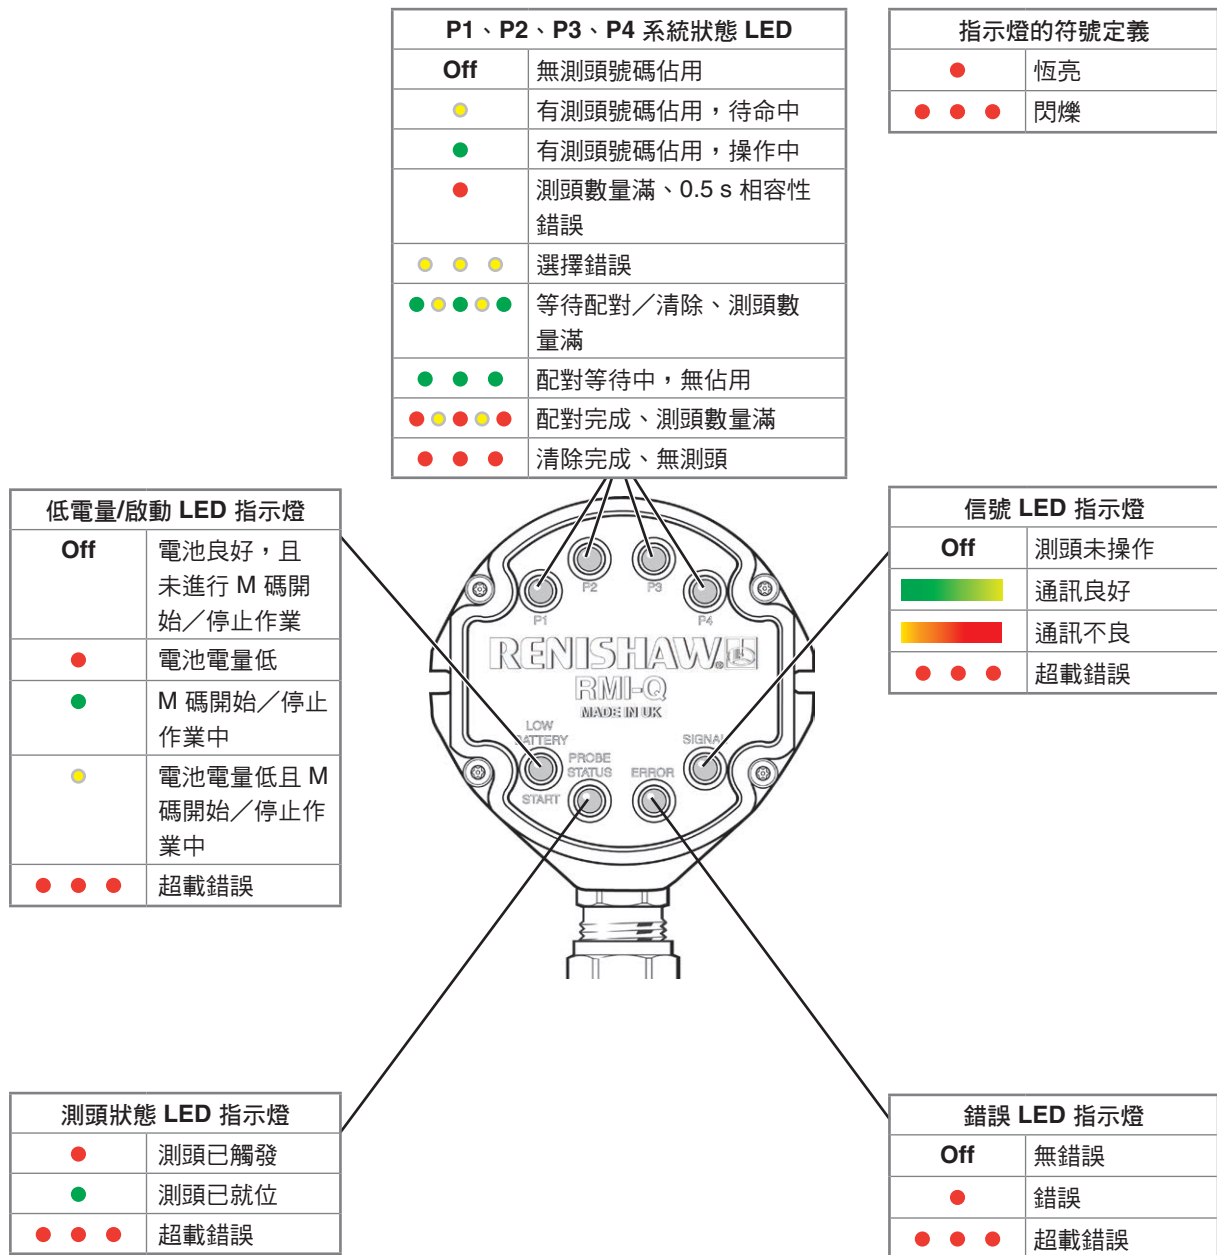 P1、P2、P3、P4 系統狀態 LED
Off 無測頭號碼佔用
有測頭號碼佔用，待命中
有測頭號碼佔用，操作中
測頭數量滿、0.5 s 相容性
錯誤
選擇錯誤
等待配對／清除、測頭數
量滿
配對等待中，無佔用
配對完成、測頭數量滿
清除完成、無測頭
指示燈的符號定義
恆亮
閃爍
低電量/啟動 LED 指示燈
Off 電池良好，且
未進行 M 碼開
始／停止作業
電池電量低
M 碼開始／停止
作業中
電池電量低且 M
碼開始／停止作
業中
超載錯誤
信號 LED 指示燈
Off 測頭未操作
通訊良好
通訊不良
超載錯誤
P1
P2
P3
P4
RENISHAW
RMI-Q
MADE IN UK
LOW
BATTERY
START
PROBE
STATUS
ERROR
SIGNAL
測頭狀態 LED 指示燈
測頭已觸發
測頭已就位
超載錯誤
錯誤 LED 指示燈
Off 無錯誤
錯誤
超載錯誤